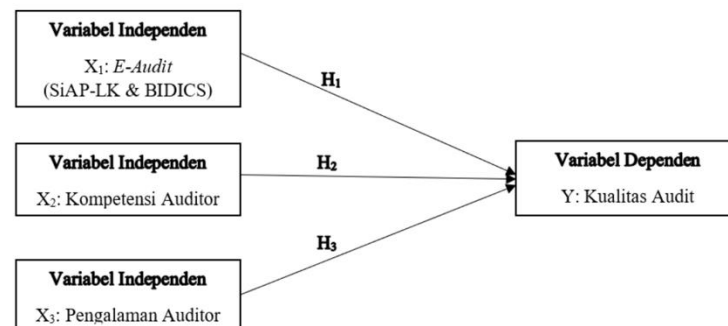 Variabel Independen
X₁: E-Audit
(SiAP-LK & BIDICS)
H₁
Variabel Independen
X₂: Kompetensi Auditor
H₂
Variabel Dependen
Y: Kualitas Audit
H₃
Variabel Independen
X₃: Pengalaman Auditor